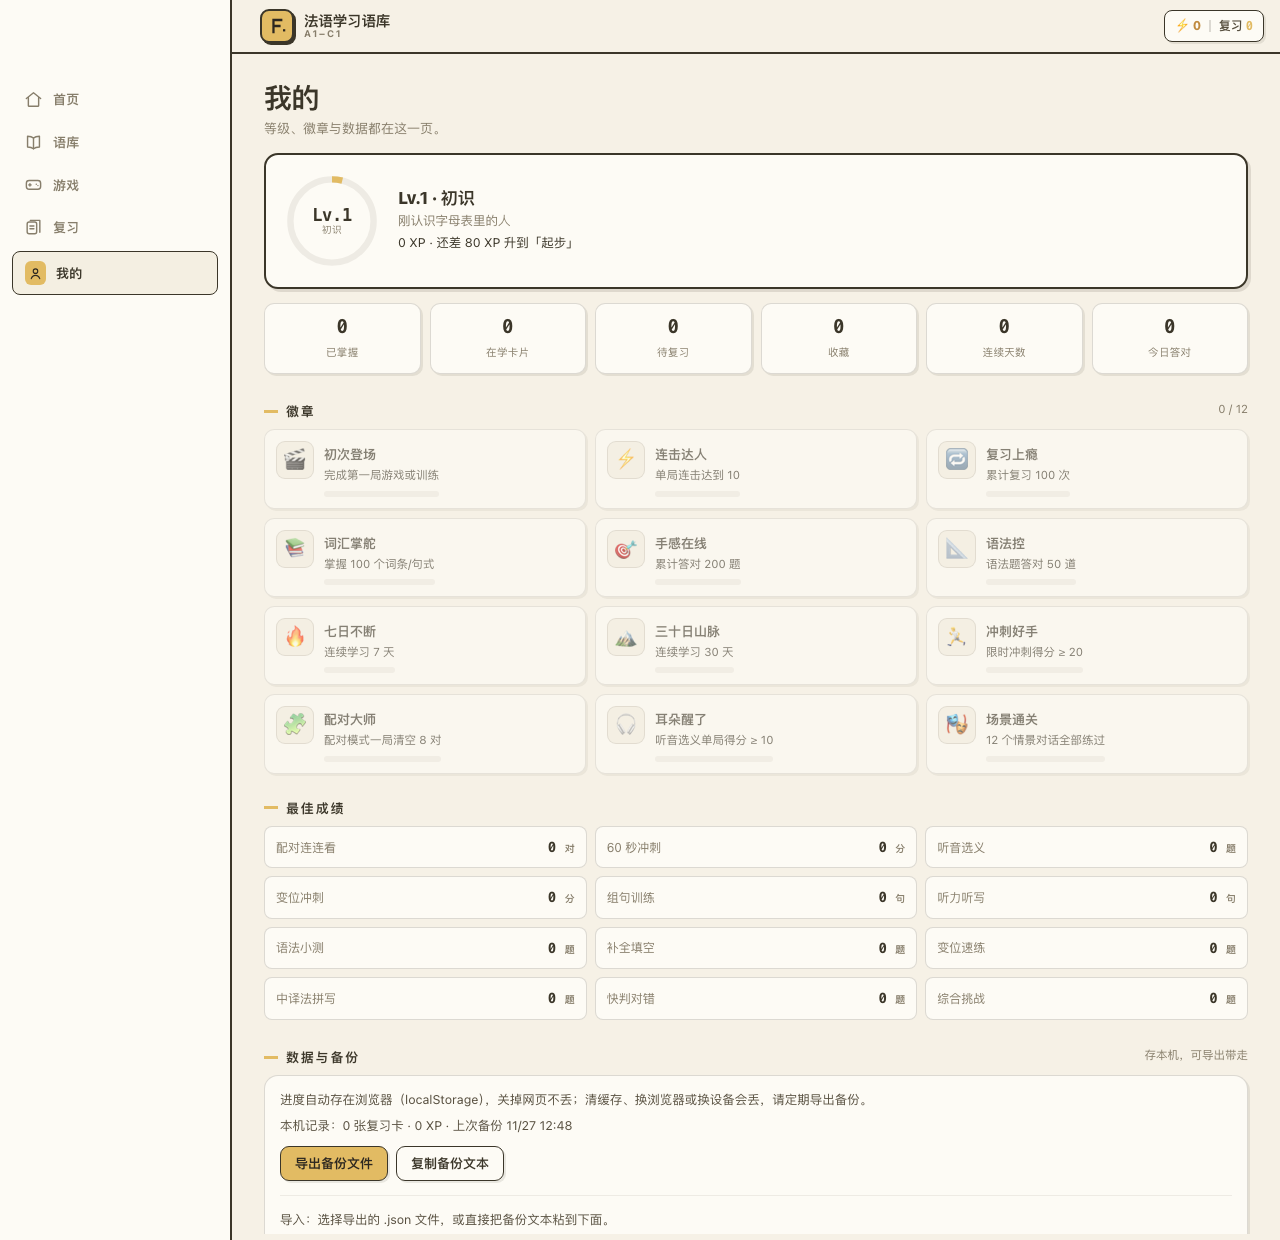 F.
法语学习语库
A1–C1
⚡ 0 | 复习 0
首页
语库
游戏
复习
我的
我的
等级、徽章与数据都在这一页。
Lv.1
初识
Lv.1 · 初识
刚认识字母表里的人
0 XP · 还差 80 XP 升到「起步」
0
已掌握
0
在学卡片
0
待复习
0
收藏
0
连续天数
0
今日答对
徽章
0 / 12
初次登场
完成第一局游戏或训练
连击达人
单局连击达到 10
复习上瘾
累计复习 100 次
词汇掌舵
掌握 100 个词条/句式
手感在线
累计答对 200 题
语法控
语法题答对 50 道
七日不断
连续学习 7 天
三十日山脉
连续学习 30 天
冲刺好手
限时冲刺得分 ≥ 20
配对大师
配对模式一局清空 8 对
耳朵醒了
听音选义单局得分 ≥ 10
场景通关
12 个情景对话全部练过
最佳成绩
配对连连看 0 对
60 秒冲刺 0 分
听音选义 0 题
变位冲刺 0 分
组句训练 0 句
听力听写 0 句
语法小测 0 题
补全填空 0 题
变位速练 0 题
中译法拼写 0 题
快判对错 0 题
综合挑战 0 题
数据与备份
存本机，可导出带走
进度自动存在浏览器（localStorage），关掉网页不丢；清缓存、换浏览器或换设备会丢，请定期导出备份。
本机记录：0 张复习卡 · 0 XP · 上次备份 11/27 12:48
导出备份文件
复制备份文本
导入：选择导出的 .json 文件，或直接把备份文本粘到下面。